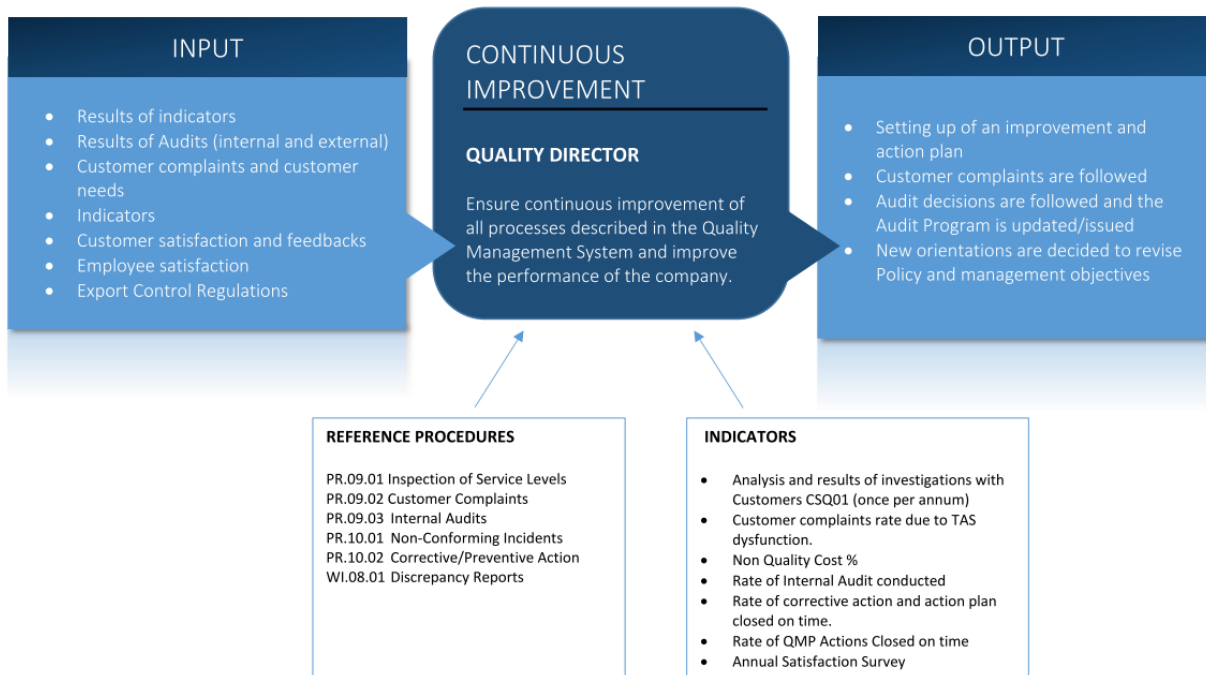 INPUT
Results of indicators
Results of Audits (internal and external)
Customer complaints and customer
needs
Indicators
Customer satisfaction and feedbacks
Employee satisfaction
Export Control Regulations
CONTINUOUS
IMPROVEMENT
QUALITY DIRECTOR
Ensure continuous improvement of
all processes described in the Quality
Management System and improve
the performance of the company.
OUTPUT
Setting up of an improvement and
action plan
Customer complaints are followed
Audit decisions are followed and the
Audit Program is updated/issued
New orientations are decided to revise
Policy and management objectives
REFERENCE PROCEDURES
PR.09.01 Inspection of Service Levels
PR.09.02 Customer Complaints
PR.09.03 Internal Audits
PR.10.01 Non-Conforming Incidents
PR.10.02 Corrective/Preventive Action
WI.08.01 Discrepancy Reports
INDICATORS
Analysis and results of investigations with
Customers CSQ01 (once per annum)
Customer complaints rate due to TAS
dysfunction.
Non Quality Cost %
Rate of Internal Audit conducted
Rate of corrective action and action plan
closed on time.
Rate of QMP Actions Closed on time
Annual Satisfaction Survey